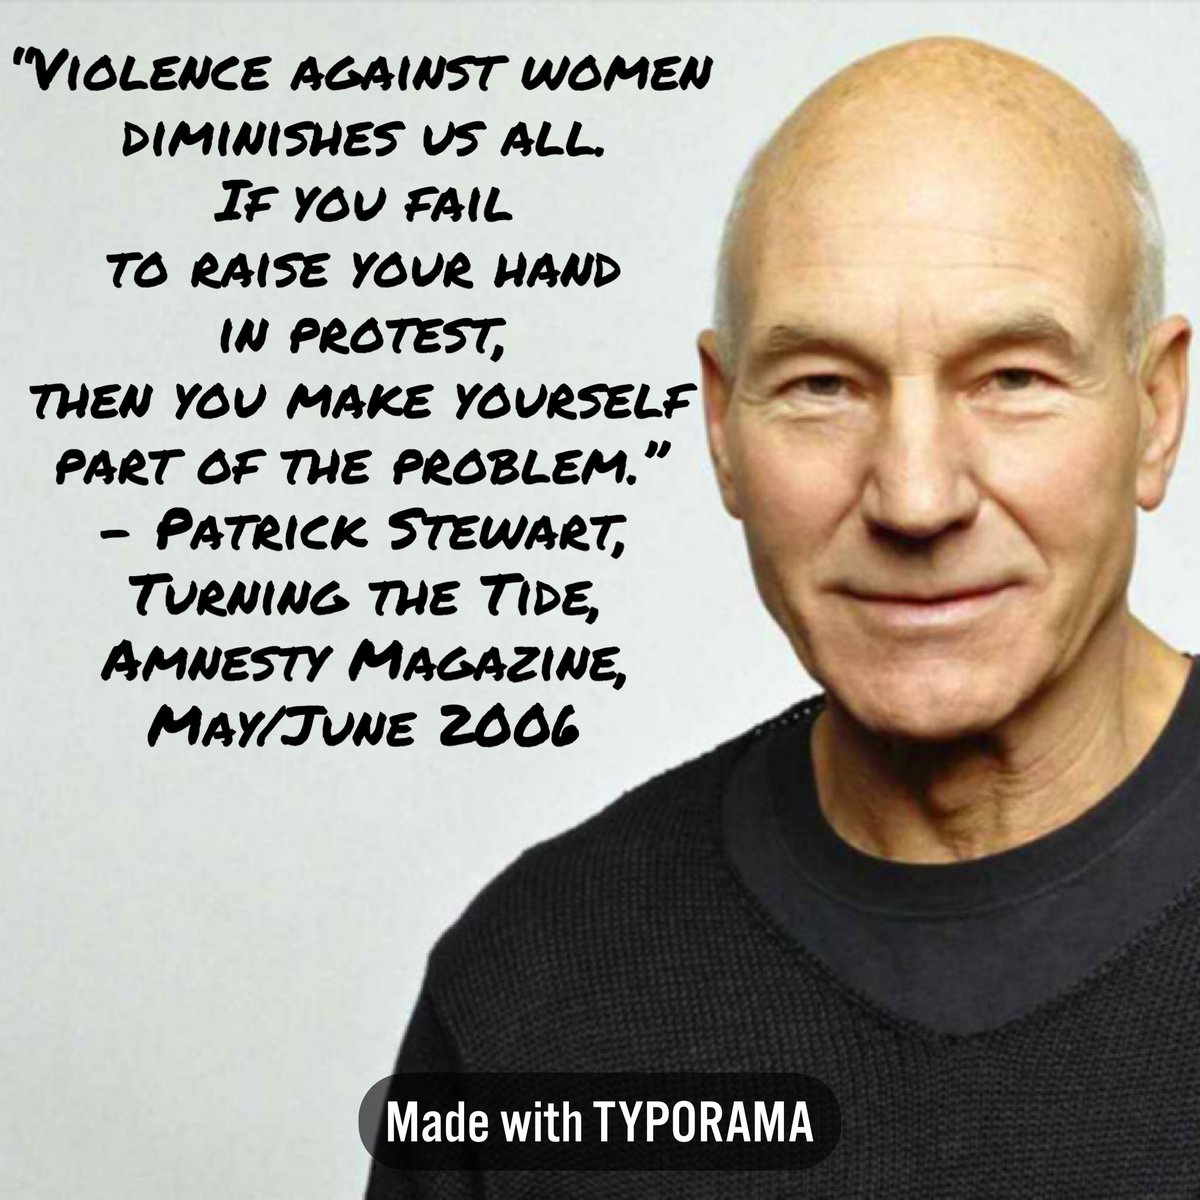 "Violence against women
diminishes us all.
If you fail
to raise your hand
in protest,
then you make yourself
part of the problem."
- Patrick Stewart,
Turning the Tide,
Amnesty Magazine,
May/June 2006
Made with TYPORAMA